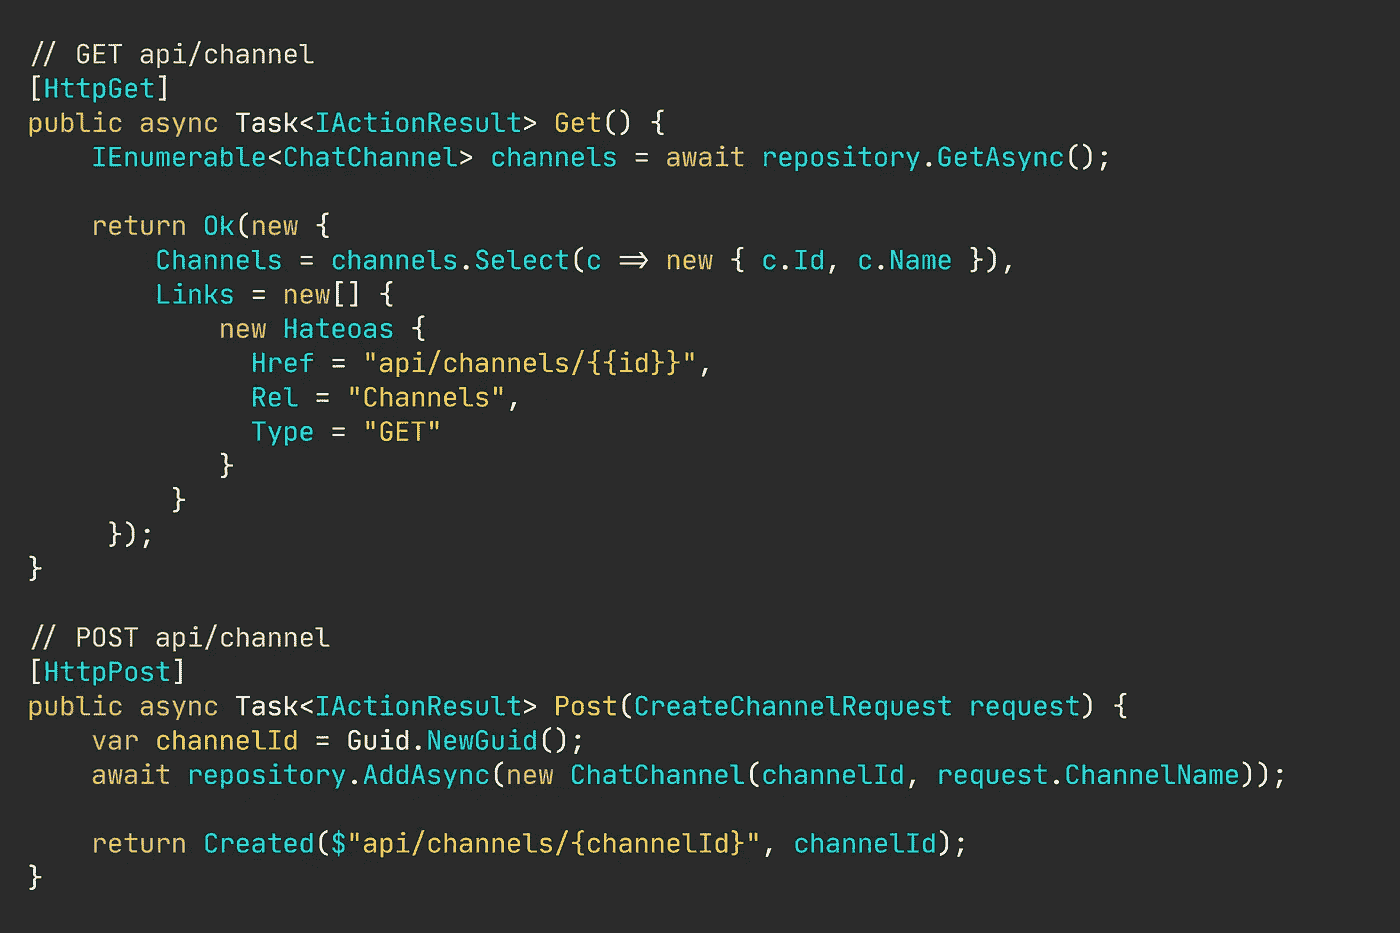 // GET api/channel
[HttpGet]
public async Task<IActionResult> Get() {
    IEnumerable<ChatChannel> channels = await repository.GetAsync();

    return Ok(new {
        Channels = channels.Select(c => new { c.Id, c.Name }),
        Links = new[] {
            new Hateoas {
              Href = "api/channels/{{id}}",
              Rel = "Channels",
              Type = "GET"
            }
         }
     });
}

// POST api/channel
[HttpPost]
public async Task<IActionResult> Post(CreateChannelRequest request) {
    var channelId = Guid.NewGuid();
    await repository.AddAsync(new ChatChannel(channelId, request.ChannelName));

    return Created($"api/channels/{channelId}", channelId);
}